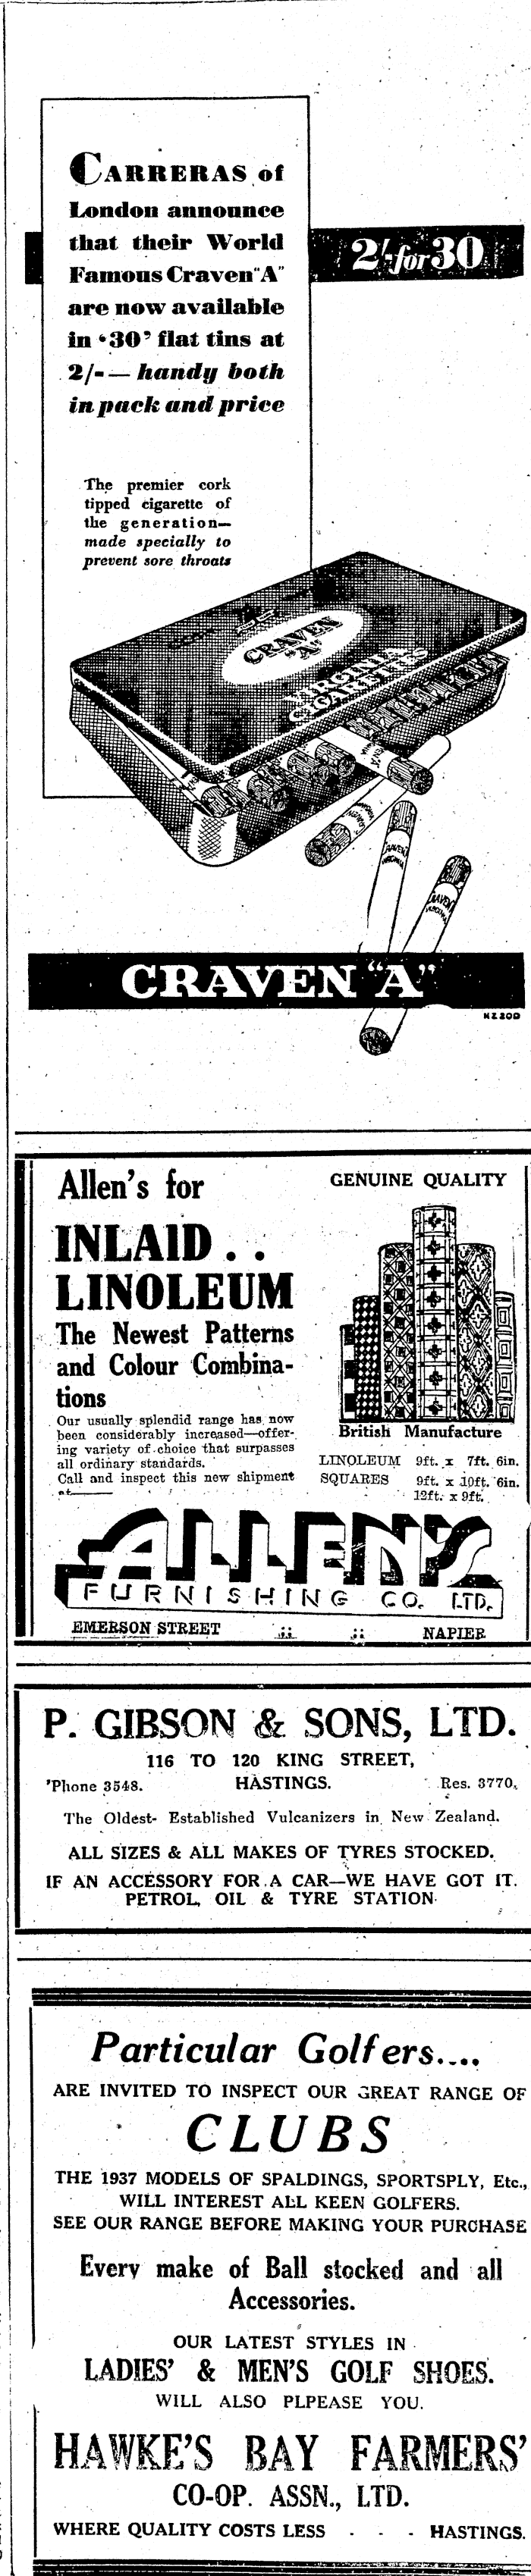 CARRERAS of
London announce
that their World
Famous Craven "A"
are now available
in '30' flat tins at
2/- — handy both
in pack and price
2/- for 30
The premier cork
tipped cigarette of
the generation—
made specially to
prevent sore throats
CRAVEN
"A"
VIRGINIA
CIGARETTES
CRAVEN
CRAVEN
CRAVEN "A"
NZ20D
Allen's for
INLAID . .
LINOLEUM
The Newest Patterns
and Colour Combina-
tions
Our usually splendid range has now
been considerably increased—offer-
ing variety of choice that surpasses
all ordinary standards.
Call and inspect this new shipment
at———
GENUINE QUALITY
British Manufacture
LINOLEUM 9ft. x 7ft. 6in.
SQUARES 9ft. x 10ft. 6in.
12ft. x 9ft.
ALLEN'S
FURNISHING CO. LTD.
EMERSON STREET :: :: NAPIER
P. GIBSON & SONS, LTD.
116 TO 120 KING STREET,
'Phone 3548. HASTINGS. Res. 3770.
The Oldest- Established Vulcanizers in New Zealand.
ALL SIZES & ALL MAKES OF TYRES STOCKED.
IF AN ACCESSORY FOR A CAR—WE HAVE GOT IT.
PETROL, OIL & TYRE STATION
Particular Golfers....
ARE INVITED TO INSPECT OUR GREAT RANGE OF
CLUBS
THE 1937 MODELS OF SPALDINGS, SPORTSPLY, Etc.,
WILL INTEREST ALL KEEN GOLFERS.
SEE OUR RANGE BEFORE MAKING YOUR PURCHASE
Every make of Ball stocked and all
Accessories.
OUR LATEST STYLES IN
LADIES' & MEN'S GOLF SHOES.
WILL ALSO PLPEASE YOU.
HAWKE'S BAY FARMERS'
CO-OP. ASSN., LTD.
WHERE QUALITY COSTS LESS - - - HASTINGS.